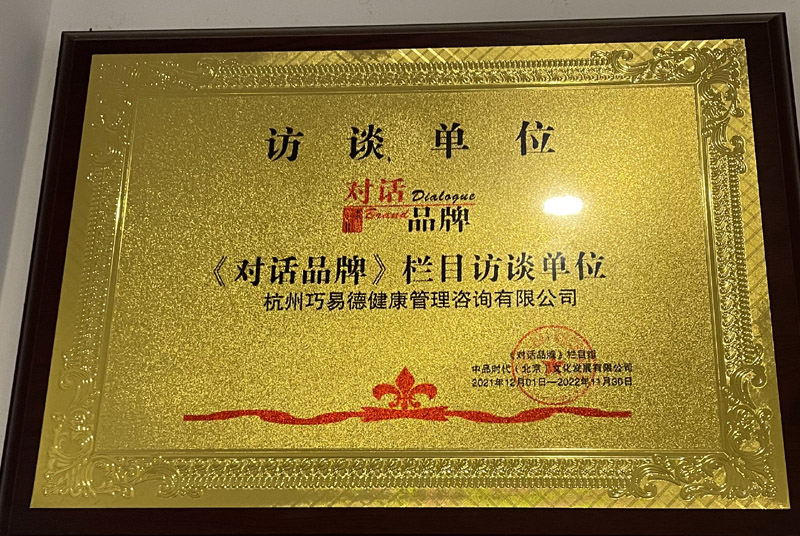 访谈单位
对话 Dialogue
Brand 品牌
《对话品牌》栏目访谈单位
杭州巧易德健康管理咨询有限公司
《对话品牌》栏目组
中品时代（北京）文化发展有限公司
2021年12月01日—2022年11月30日